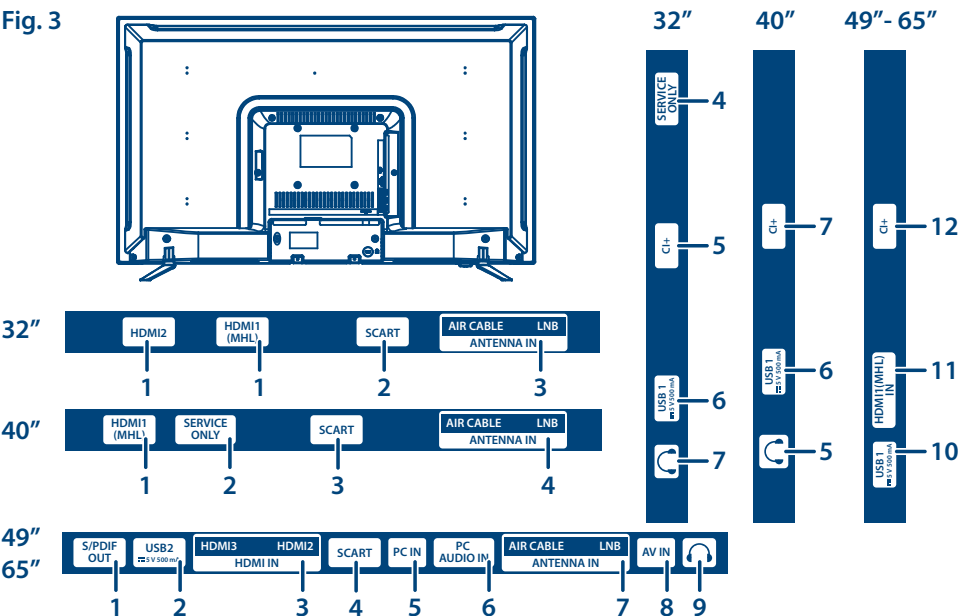 Fig. 3
32″ 40″ 49″- 65″
SERVICE
ONLY
4
CI+
5
USB 1
5 V 500 mA
6
7
CI+
7
USB 1
5 V 500 mA
6
5
CI+
12
HDMI1(MHL)
IN
11
USB 1
5 V 500 mA
10
32″
HDMI2
HDMI1
(MHL)
SCART
AIR CABLE LNB
ANTENNA IN
1 1 2 3
40″
HDMI1
(MHL)
SERVICE
ONLY
SCART
AIR CABLE LNB
ANTENNA IN
1 2 3 4
49″
65″
S/PDIF
OUT
USB2
5 V 500 mA
HDMI3 HDMI2
HDMI IN
SCART
PC IN
PC
AUDIO IN
AIR CABLE LNB
ANTENNA IN
AV IN
1 2 3 4 5 6 7 8 9